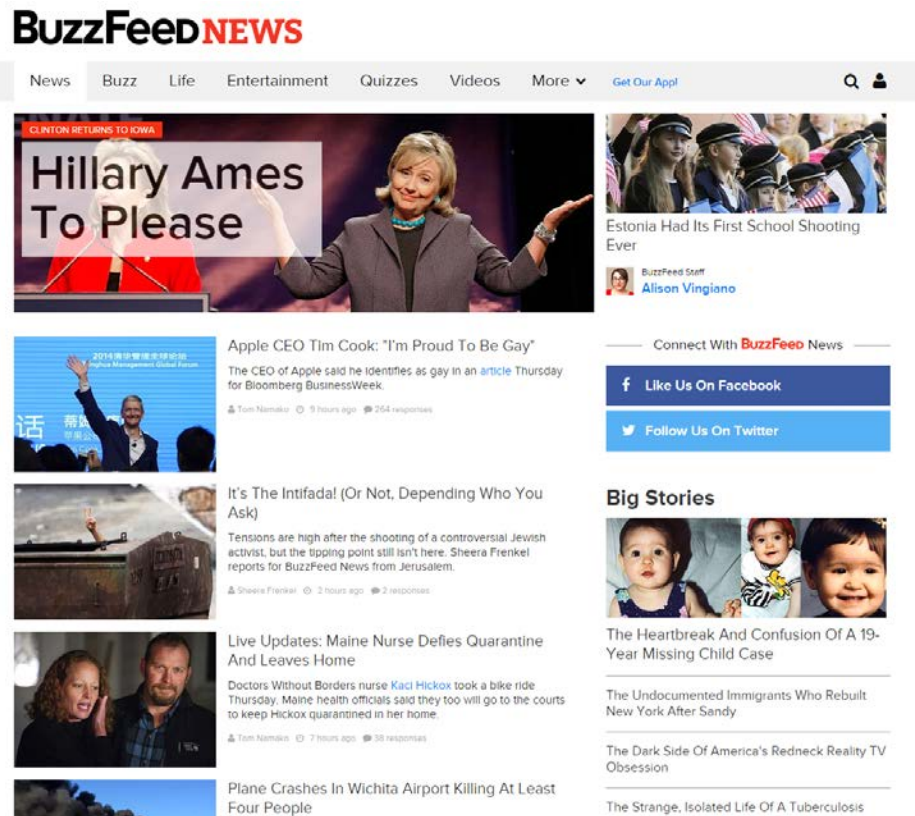 BuzzFeed NEWS
News Buzz Life Entertainment Quizzes Videos More Get Our App!
CLINTON RETURNS TO IOWA
Hillary Ames
To Please
Estonia Had Its First School Shooting
Ever
BuzzFeed Staff
Alison Vingiano
Apple CEO Tim Cook: "I'm Proud To Be Gay"
The CEO of Apple said he identifies as gay in an article Thursday
for Bloomberg BusinessWeek.
Tom Namako 9 hours ago 264 responses
Connect With BuzzFeed News
Like Us On Facebook
Follow Us On Twitter
It's The Intifada! (Or Not, Depending Who You
Ask)
Tensions are high after the shooting of a controversial Jewish
activist, but the tipping point still isn't here. Sheera Frenkel
reports for BuzzFeed News from Jerusalem.
Sheera Frenkel 2 hours ago 2 responses
Big Stories
The Heartbreak And Confusion Of A 19-
Year Missing Child Case
Live Updates: Maine Nurse Defies Quarantine
And Leaves Home
Doctors Without Borders nurse Kaci Hickox took a bike ride
Thursday. Maine health officials said they too will go to the courts
to keep Hickox quarantined in her home.
Tom Namako 7 hours ago 38 responses
The Undocumented Immigrants Who Rebuilt
New York After Sandy
The Dark Side Of America's Redneck Reality TV
Obsession
Plane Crashes In Wichita Airport Killing At Least
Four People
The Strange, Isolated Life Of A Tuberculosis